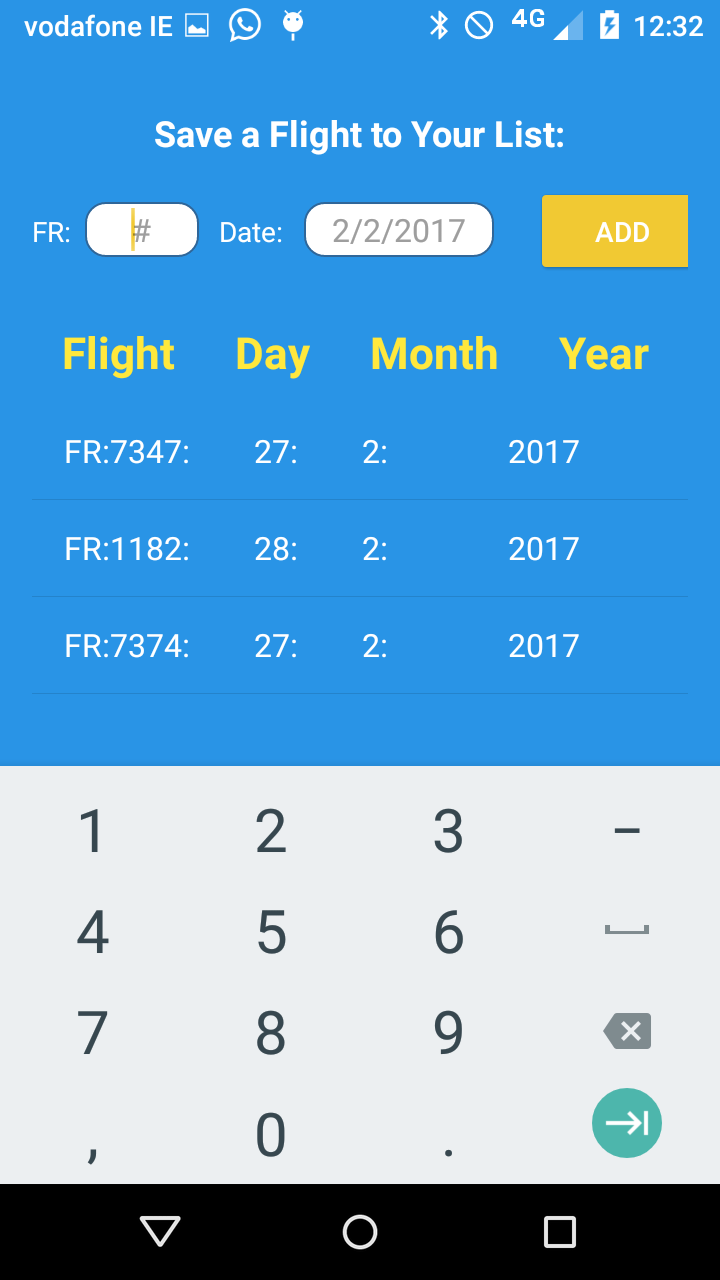 vodafone IE 4G 12:32
Save a Flight to Your List:
FR: # Date: 2/2/2017 ADD
Flight Day Month Year
FR:7347: 27: 2: 2017
FR:1182: 28: 2: 2017
FR:7374: 27: 2: 2017
1 2 3 –
4 5 6
7 8 9
, 0 .